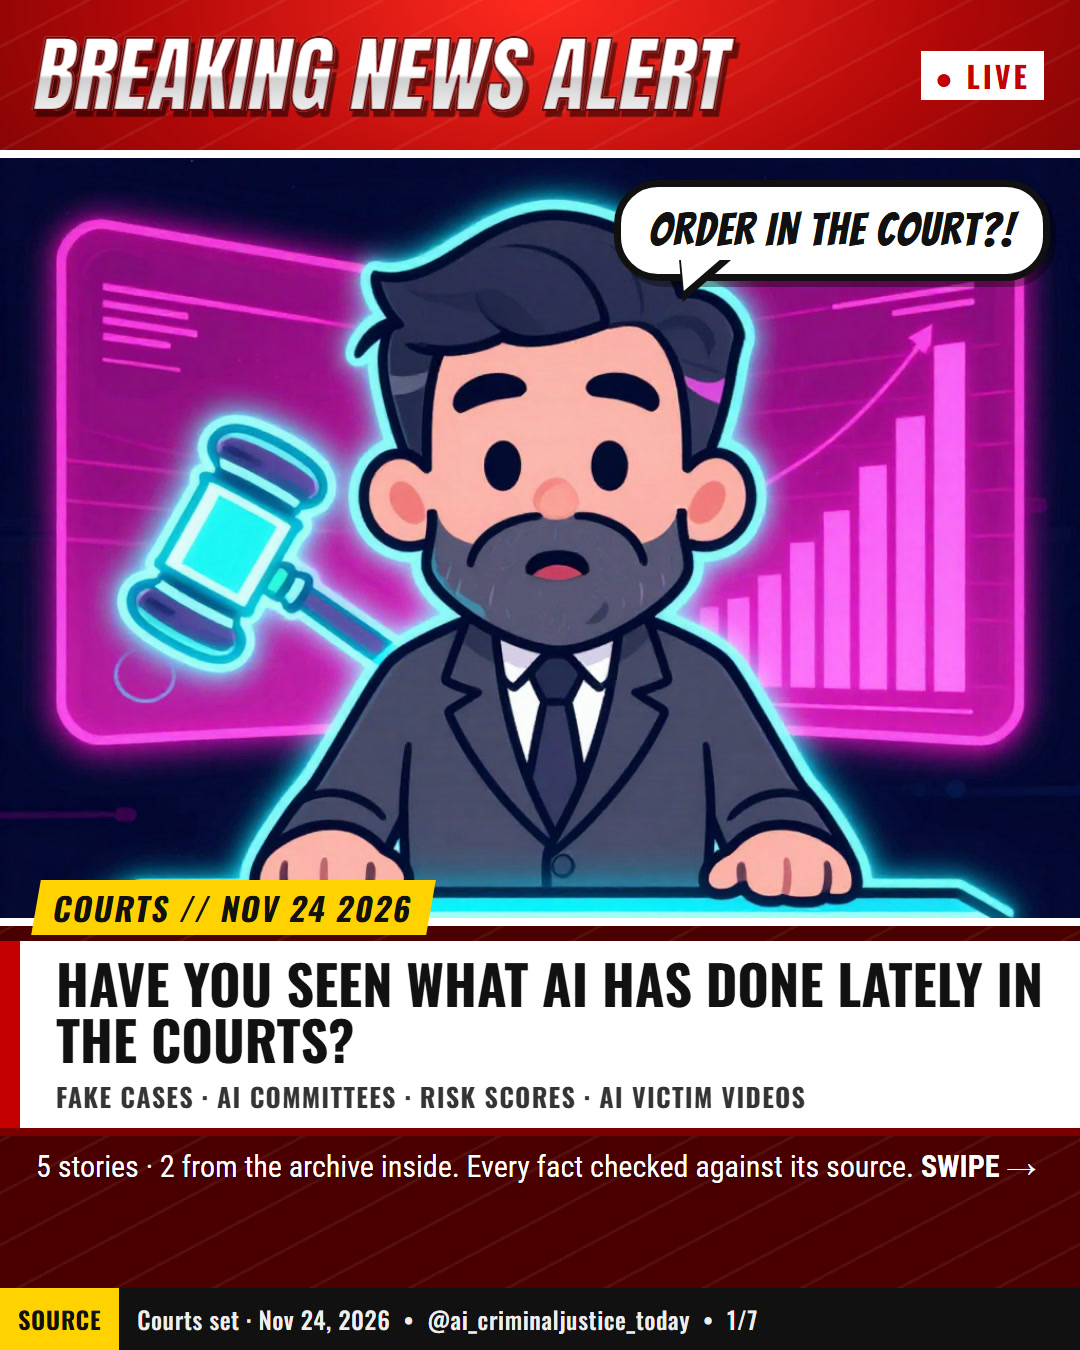 BREAKING NEWS ALERT
● LIVE
ORDER IN THE COURT?!
COURTS // NOV 24 2026
HAVE YOU SEEN WHAT AI HAS DONE LATELY IN
THE COURTS?
FAKE CASES · AI COMMITTEES · RISK SCORES · AI VICTIM VIDEOS
5 stories · 2 from the archive inside. Every fact checked against its source. SWIPE →
SOURCE
Courts set · Nov 24, 2026 • @ai_criminaljustice_today • 1/7